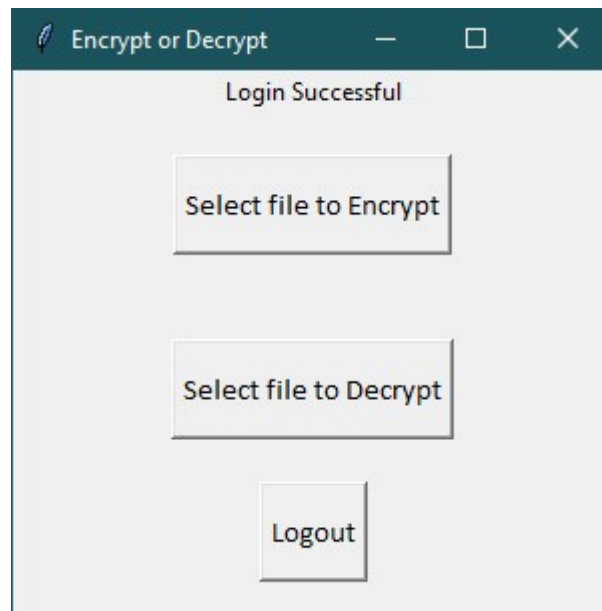 Encrypt or Decrypt
Login Successful
Select file to Encrypt
Select file to Decrypt
Logout